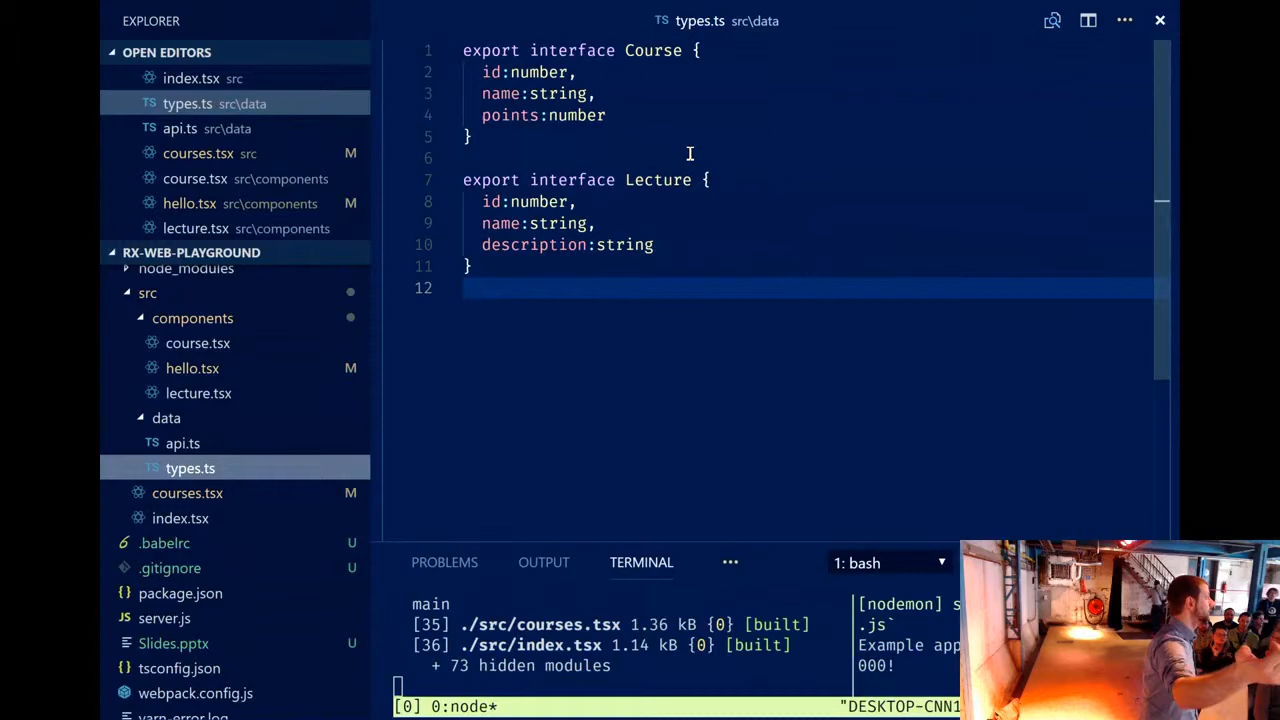 EXPLORER
OPEN EDITORS
index.tsx src
TS types.ts src\data
TS api.ts src\data
courses.tsx src M
course.tsx src\components
hello.tsx src\components M
lecture.tsx src\components
RX-WEB-PLAYGROUND
node_modules
src
components
course.tsx
hello.tsx M
lecture.tsx
data
TS api.ts
TS types.ts
courses.tsx M
index.tsx
.babelrc U
.gitignore U
package.json
JS server.js
Slides.pptx U
tsconfig.json
webpack.config.js
yarn-error.log
TS types.ts src\data
1 export interface Course {
2 id:number,
3 name:string,
4 points:number
5 }
6
7 export interface Lecture {
8 id:number,
9 name:string,
10 description:string
11 }
12
PROBLEMS OUTPUT TERMINAL ••• 1: bash
main
[35] ./src/courses.tsx 1.36 kB {0} [built]
[36] ./src/index.tsx 1.14 kB {0} [built]
+ 73 hidden modules
[nodemon] s
.js`
Example app
000!
[0] 0:node* "DESKTOP-CNN1